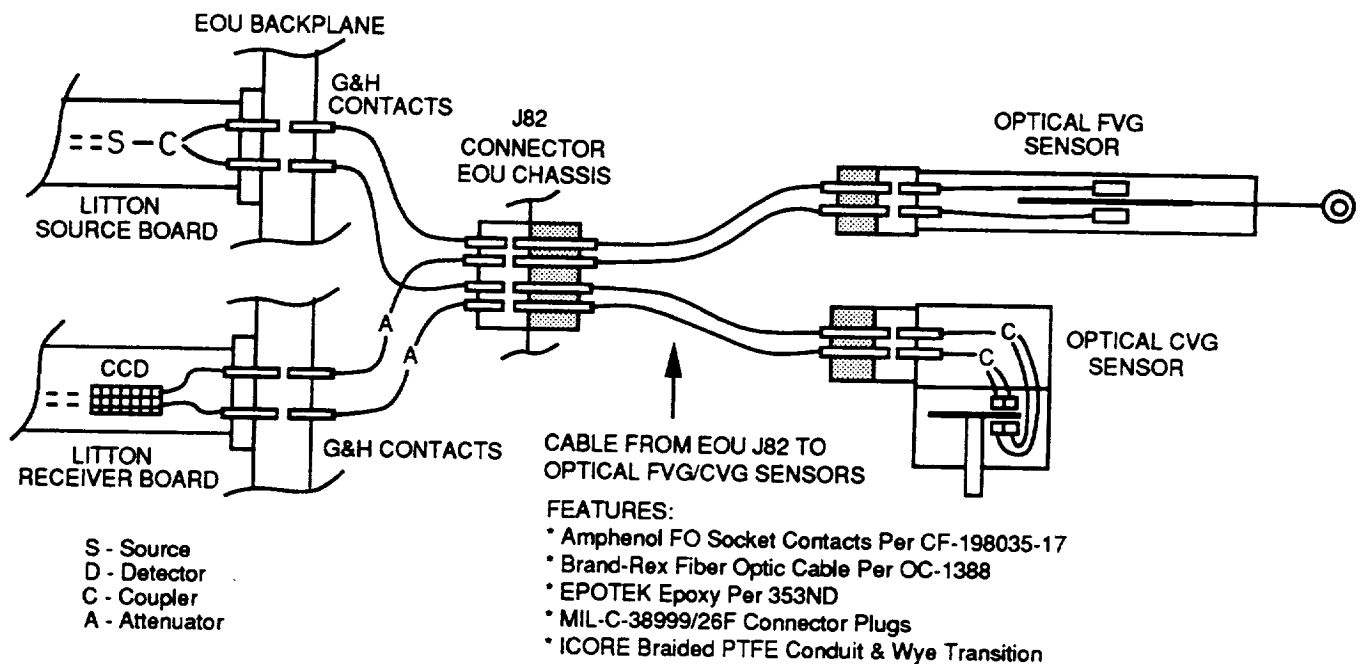 EOU BACKPLANE
G&H
CONTACTS
==S-C
LITTON
SOURCE BOARD
J82
CONNECTOR
EOU CHASSIS
OPTICAL FVG
SENSOR
A
A
CCD
==
LITTON
RECEIVER BOARD
G&H CONTACTS
C
C
OPTICAL CVG
SENSOR
CABLE FROM EOU J82 TO
OPTICAL FVG/CVG SENSORS
FEATURES:
* Amphenol FO Socket Contacts Per CF-198035-17
* Brand-Rex Fiber Optic Cable Per OC-1388
* EPOTEK Epoxy Per 353ND
* MIL-C-38999/26F Connector Plugs
* ICORE Braided PTFE Conduit & Wye Transition
S - Source
D - Detector
C - Coupler
A - Attenuator